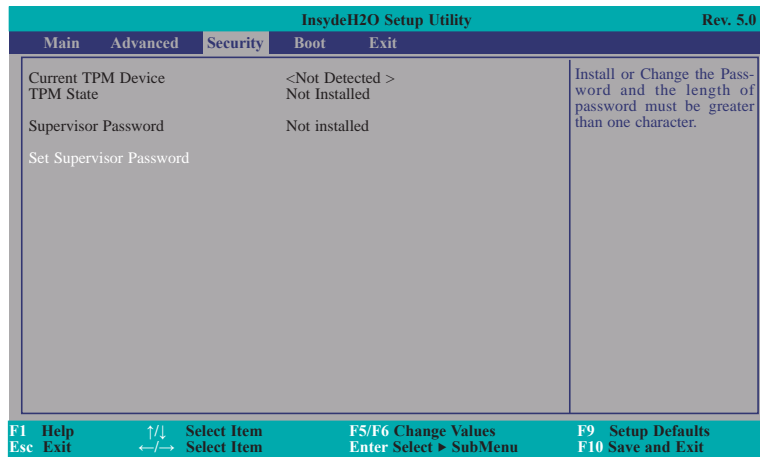 InsydeH2O Setup Utility Rev. 5.0
Main Advanced Security Boot Exit
Current TPM Device <Not Detected >
TPM State Not Installed
Supervisor Password Not installed
Set Supervisor Password
Install or Change the Pass-
word and the length of
password must be greater
than one character.
F1 Help ↑/↓ Select Item F5/F6 Change Values F9 Setup Defaults
Esc Exit ←/→ Select Item Enter Select ► SubMenu F10 Save and Exit